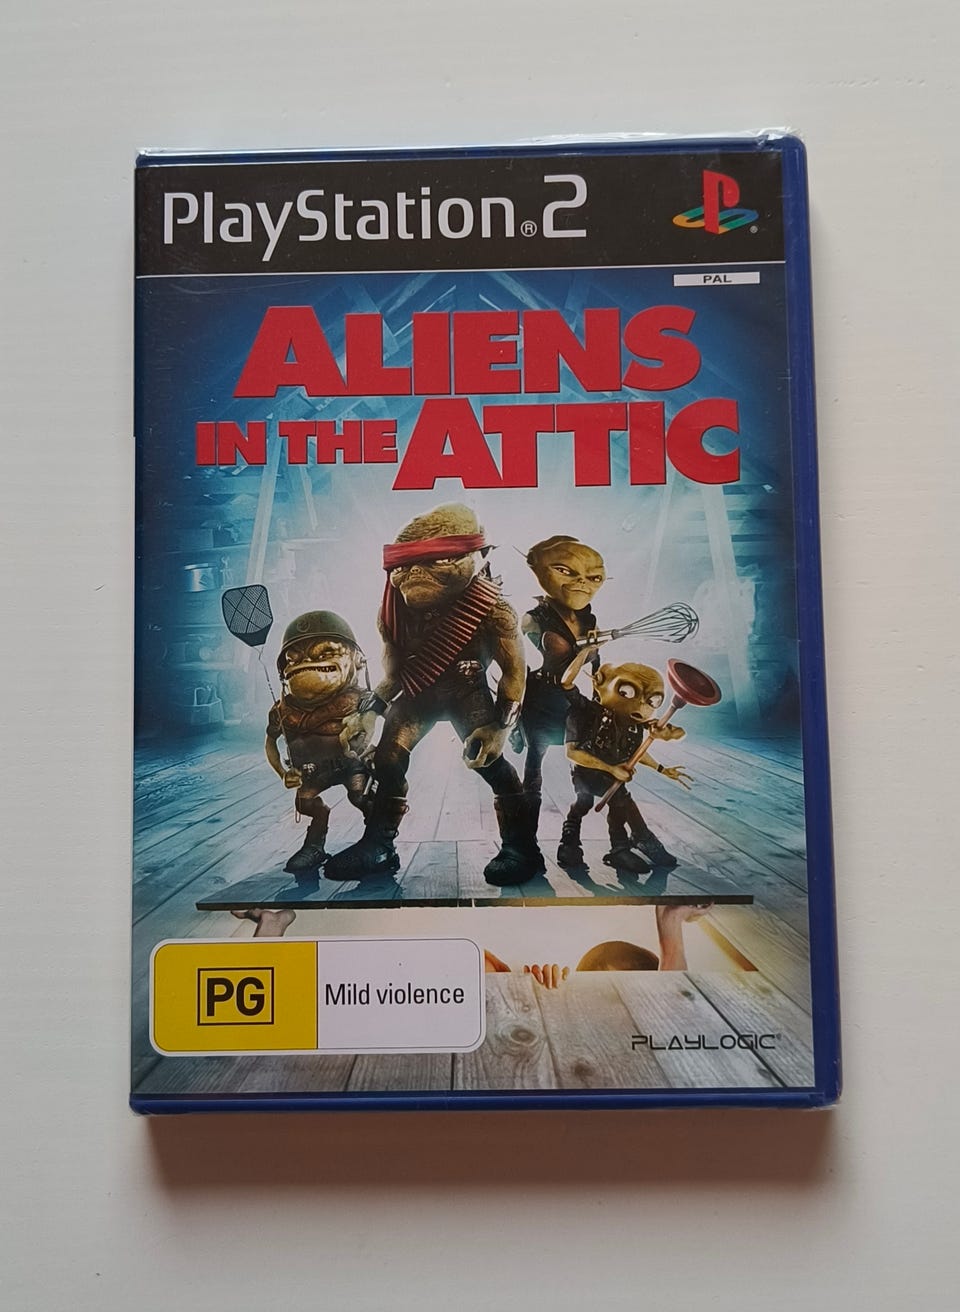 PlayStation®2
®
PAL
ALIENS
IN THE ATTIC
PG
Mild violence
PLAYLOGIC®